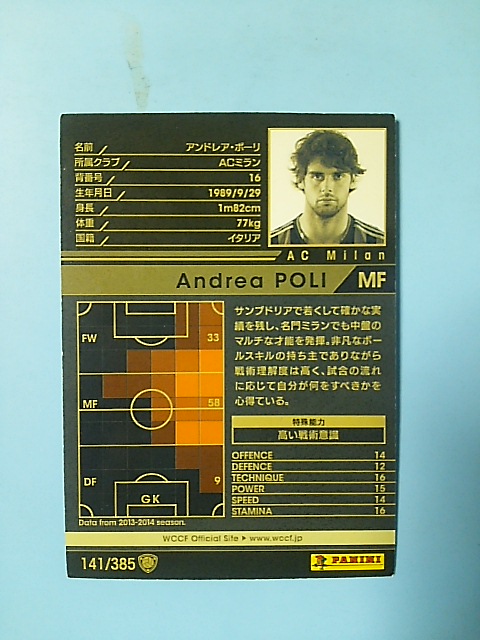 名前 アンドレア・ポーリ
所属クラブ ACミラン
背番号 16
生年月日 1989/9/29
身長 1m82cm
体重 77kg
国籍 イタリア
AC Milan
Andrea POLI MF
FW 33
MF 58
DF 9
GK
Data from 2013-2014 season.
サンプドリアで若くして確かな実
績を残し、名門ミランでも中盤の
マルチな才能を発揮。非凡なボー
ルスキルの持ち主でありながら
戦術理解度は高く、試合の流れ
に応じて自分が何をすべきかを
心得ている。
特殊能力
高い戦術意識
OFFENCE 14
DEFENCE 12
TECHNIQUE 16
POWER 15
SPEED 14
STAMINA 16
WCCF Official Site ▶ www.wccf.jp
141/385
PANINI